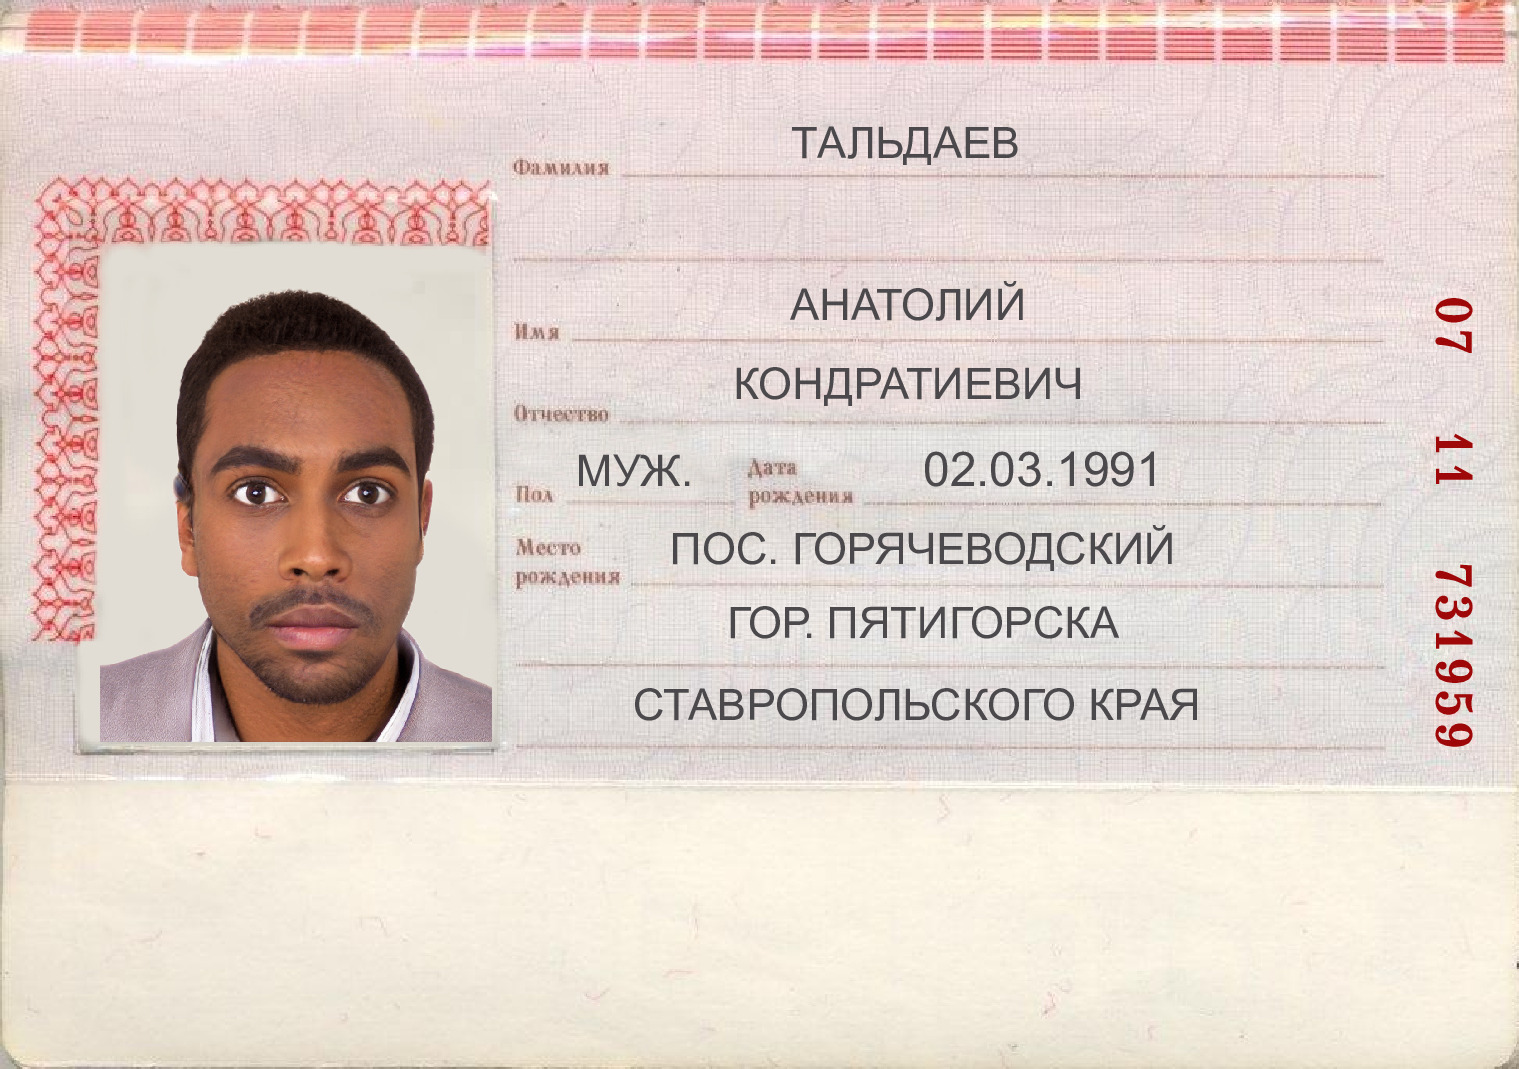 Фамилия ТАЛЬДАЕВ
Имя АНАТОЛИЙ
Отчество КОНДРАТИЕВИЧ
Пол МУЖ. Дата рождения 02.03.1991
Место рождения ПОС. ГОРЯЧЕВОДСКИЙ
ГОР. ПЯТИГОРСКА
СТАВРОПОЛЬСКОГО КРАЯ
07 11 731959